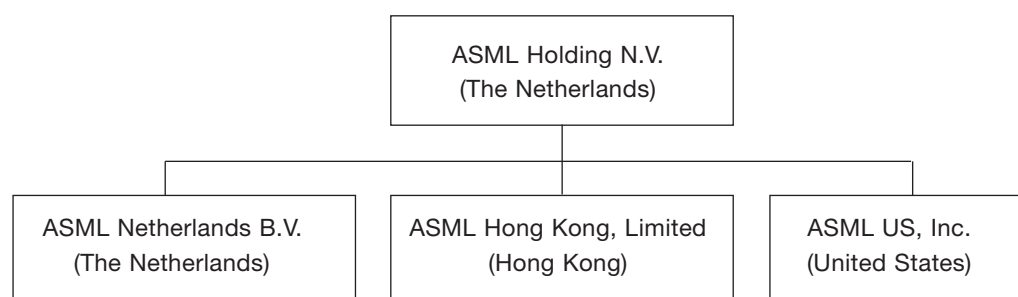 ASML Holding N.V.
(The Netherlands)
ASML Netherlands B.V.
(The Netherlands)
ASML Hong Kong, Limited
(Hong Kong)
ASML US, Inc.
(United States)